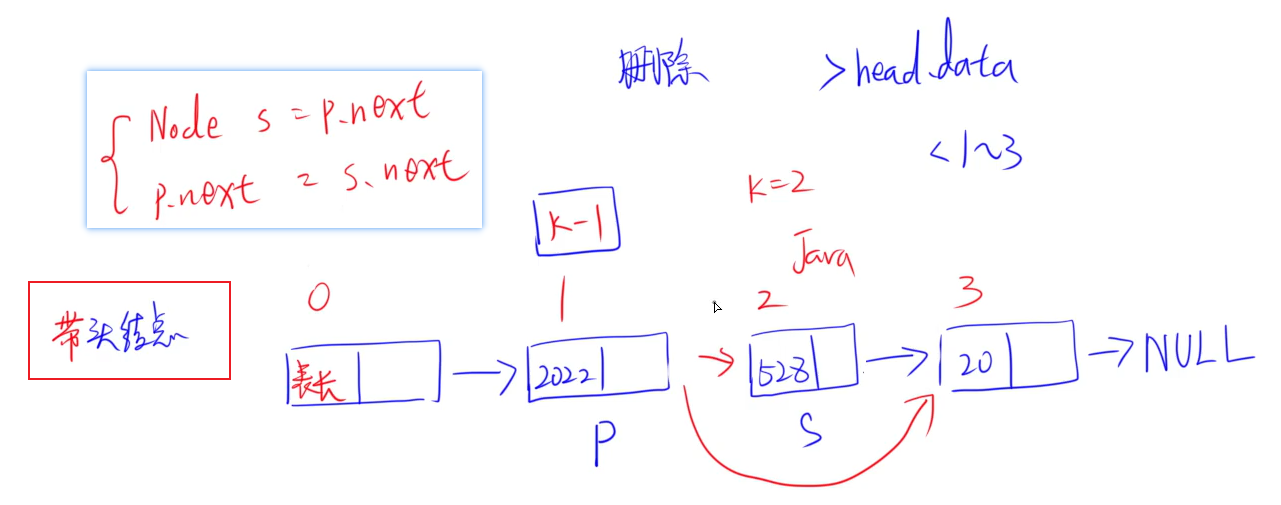 删除
>head.data
<1~3
Node s = p.next
p.next = s.next
K-1
K=2
Java
带头结点
0
1
2
3
表长
2022
528
20
NULL
P
S